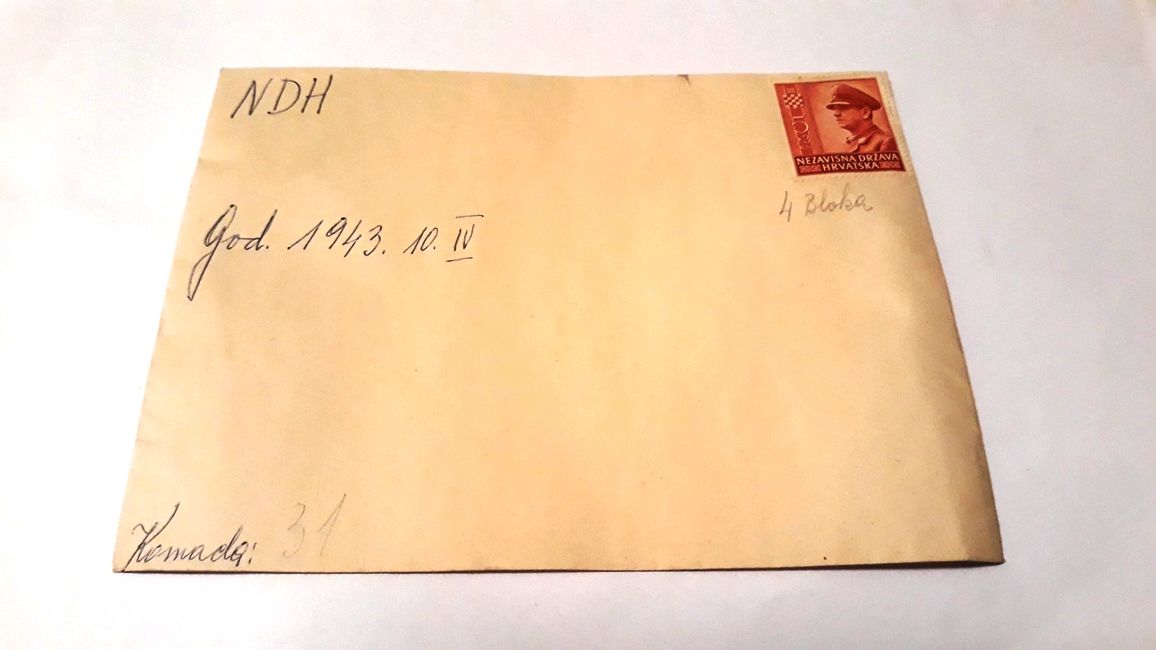 NDH
NEZAVISNA DRŽAVA
HRVATSKA
4 Bloka
God. 1943. 10. IV
Komada: 31